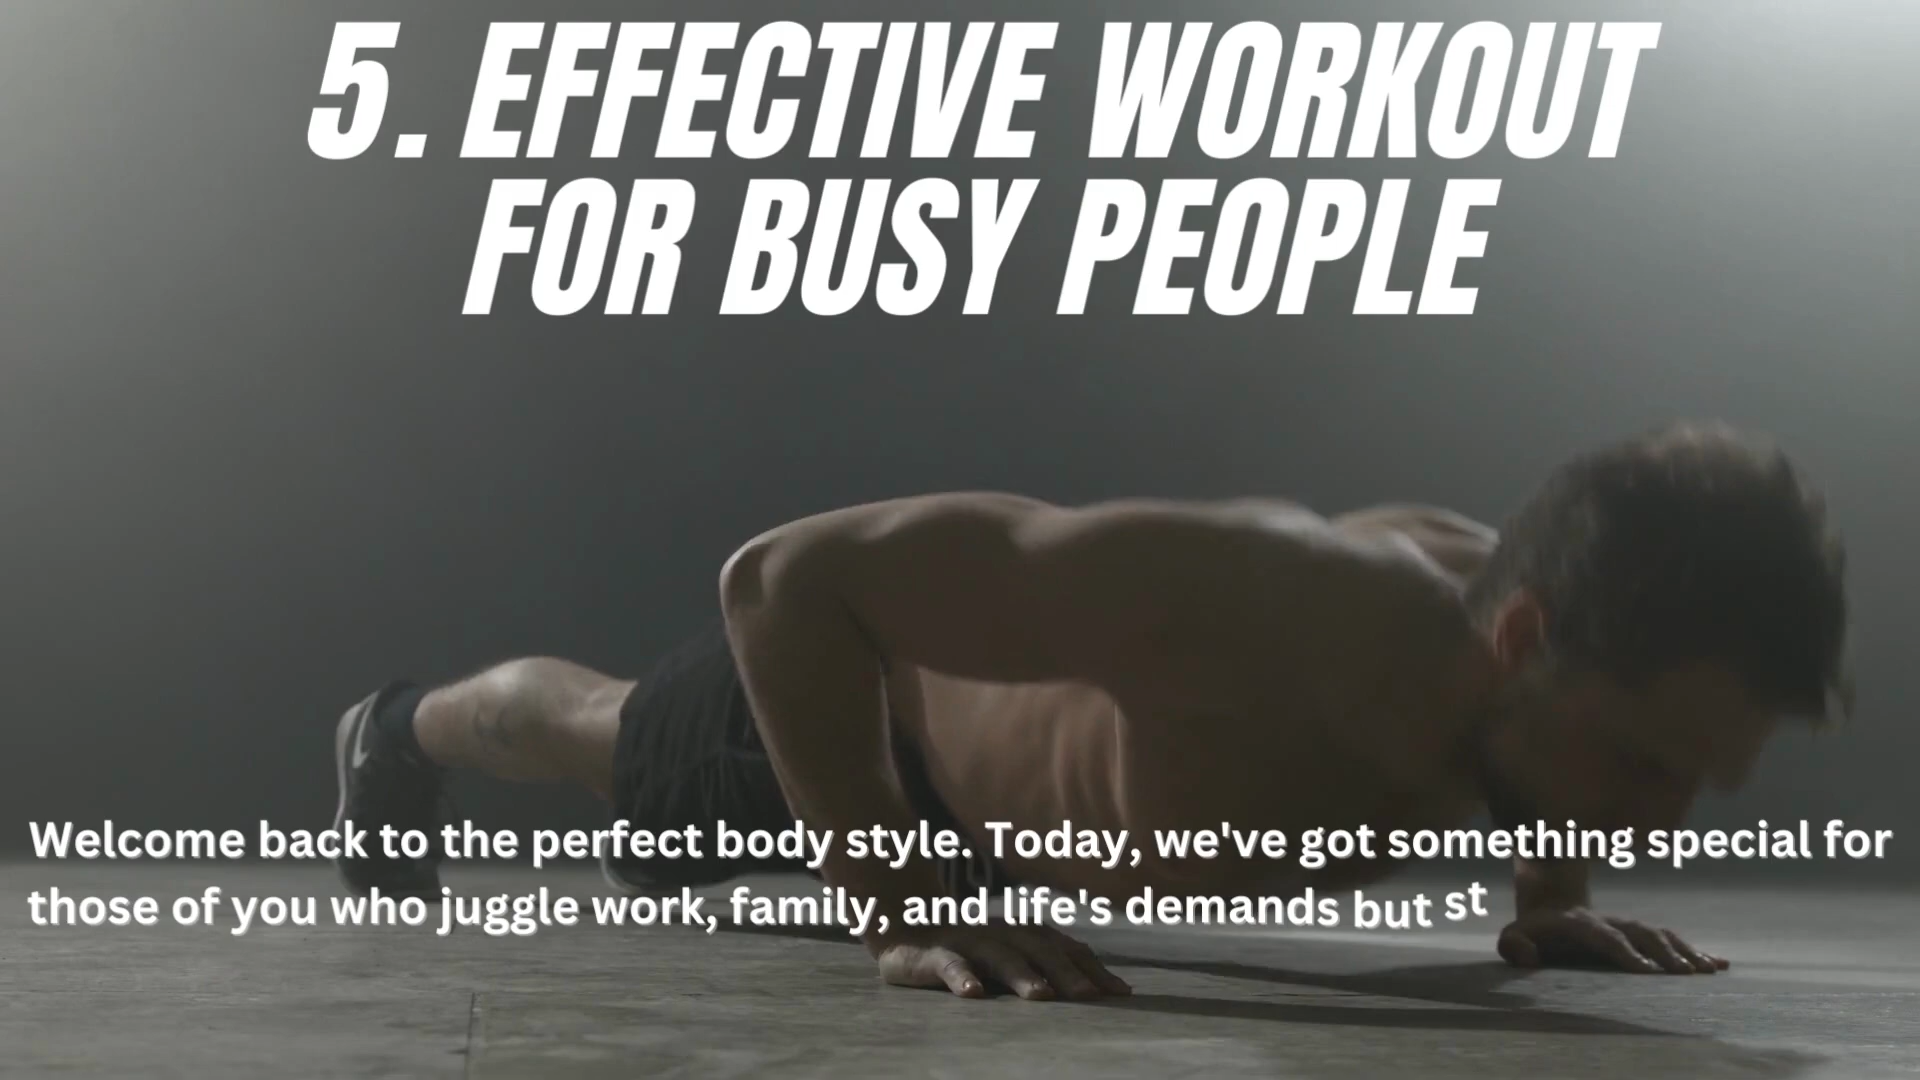 5. EFFECTIVE WORKOUT
FOR BUSY PEOPLE
Welcome back to the perfect body style. Today, we've got something special for
those of you who juggle work, family, and life's demands but st